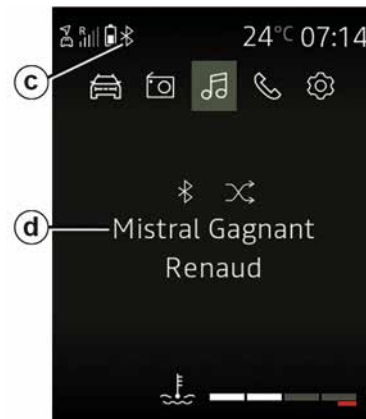 R
24°C 07:14
c
d
Mistral Gagnant
Renaud